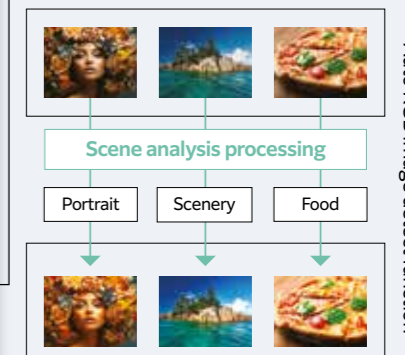 Scene analysis processing
Portrait
Scenery
Food